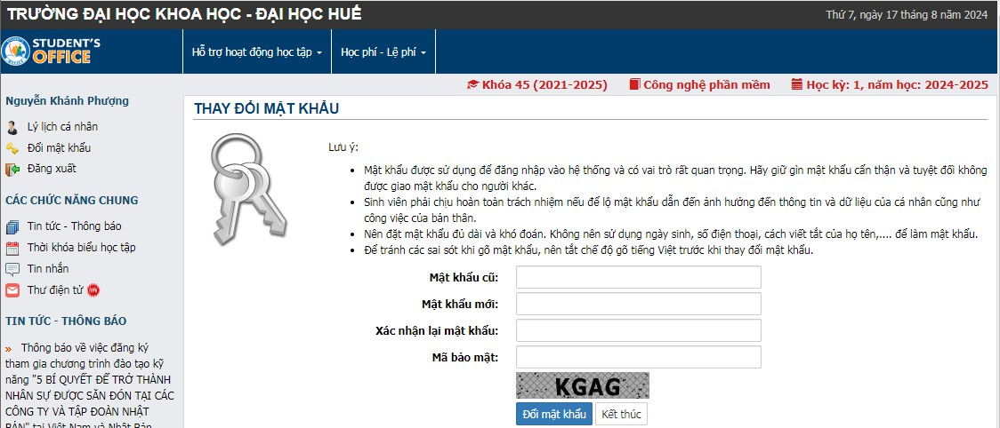 TRƯỜNG ĐẠI HỌC KHOA HỌC - ĐẠI HỌC HUẾ
Thứ 7, ngày 17 tháng 8 năm 2024
STUDENT'S
OFFICE
Hỗ trợ hoạt động học tập
Học phí - Lệ phí
Khóa 45 (2021-2025)
Công nghệ phần mềm
Học kỳ: 1, năm học: 2024-2025
Nguyễn Khánh Phượng
Lý lịch cá nhân
Đổi mật khẩu
Đăng xuất
CÁC CHỨC NĂNG CHUNG
Tin tức - Thông báo
Thời khóa biểu học tập
Tin nhắn
Thư điện tử
TIN TỨC - THÔNG BÁO
» Thông báo về việc đăng ký
tham gia chương trình đào tạo kỹ
năng "5 BÍ QUYẾT ĐỂ TRỞ THÀNH
NHÂN SỰ ĐƯỢC SĂN ĐÓN TẠI CÁC
CÔNG TY VÀ TẬP ĐOÀN NHẬT
BẢN" tại Việt Nam và Nhật Bản
THAY ĐỔI MẬT KHẨU
Lưu ý:
• Mật khẩu được sử dụng để đăng nhập vào hệ thống và có vai trò rất quan trọng. Hãy giữ gìn mật khẩu cẩn thận và tuyệt đối không
được giao mật khẩu cho người khác.
• Sinh viên phải chịu hoàn toàn trách nhiệm nếu để lộ mật khẩu dẫn đến ảnh hưởng đến thông tin và dữ liệu của cá nhân cũng như
công việc của bản thân.
• Nên đặt mật khẩu đủ dài và khó đoán. Không nên sử dụng ngày sinh, số điện thoại, cách viết tắt của họ tên,.... để làm mật khẩu.
• Để tránh các sai sót khi gõ mật khẩu, nên tắt chế độ gõ tiếng Việt trước khi thay đổi mật khẩu.
Mật khẩu cũ:
Mật khẩu mới:
Xác nhận lại mật khẩu:
Mã bảo mật:
KGAG
Đổi mật khẩu
Kết thúc